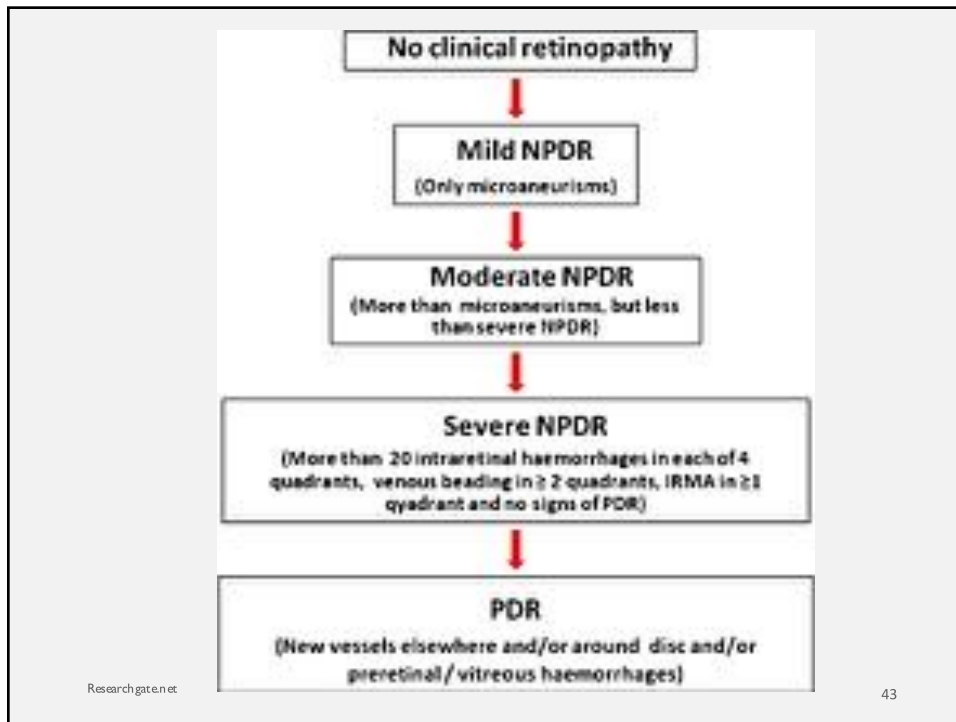 No clinical retinopathy
Mild NPDR
(Only microaneurisms)
Moderate NPDR
(More than microaneurisms, but less
than severe NPDR)
Severe NPDR
(More than 20 intraretinal haemorrhages in each of 4
quadrants, venous beading in ≥ 2 quadrants, IRMA in ≥1
qyadrant and no signs of PDR)
PDR
(New vessels elsewhere and/or around disc and/or
preretinal/ vitreous haemorrhages)
Researchgate.net
43